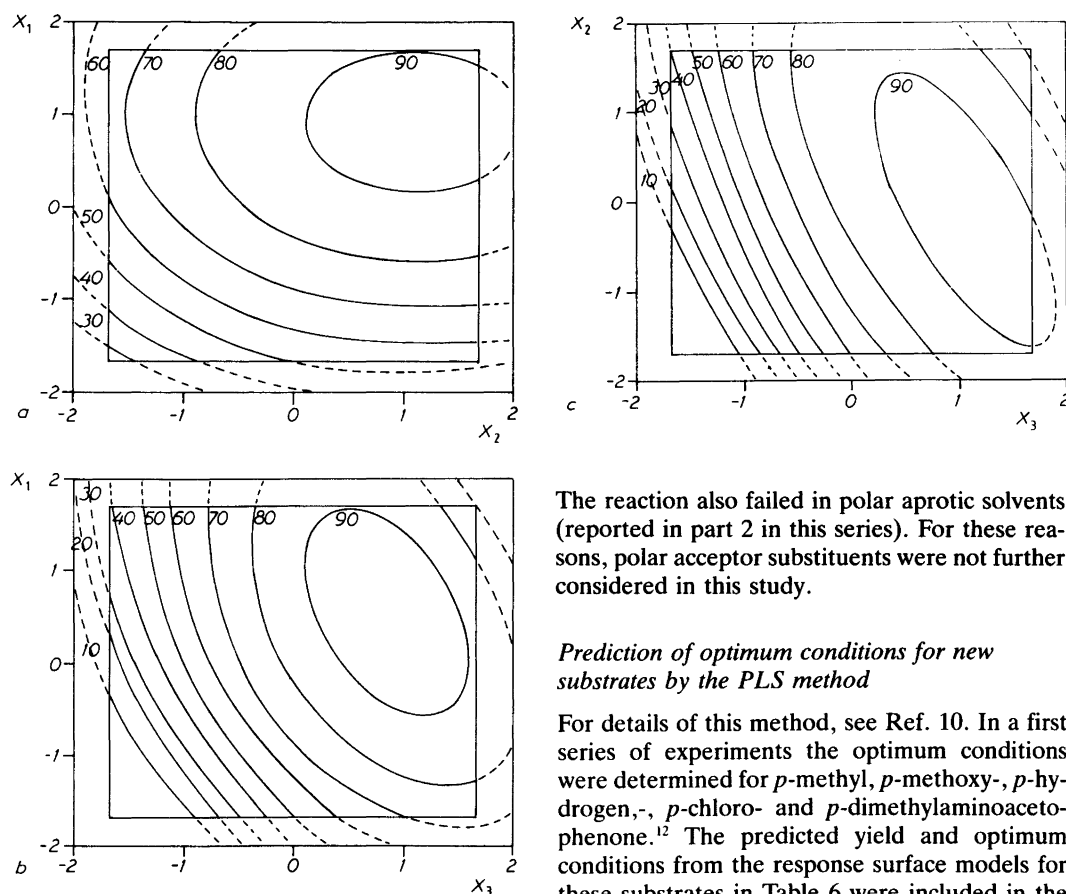 X1
2
1
0
-1
-2
60
70
80
90
50
40
30
a
-2
-1
0
1
2
X2
X2
2
1
0
-1
-2
50
60
70
80
90
40
30
20
10
c
-2
-1
0
1
2
X3
X1
2
1
0
-1
-2
30
40
50
60
70
80
90
20
10
b
-2
-1
0
1
2
X3
The reaction also failed in polar aprotic solvents
(reported in part 2 in this series). For these rea-
sons, polar acceptor substituents were not further
considered in this study.
Prediction of optimum conditions for new
substrates by the PLS method
For details of this method, see Ref. 10. In a first
series of experiments the optimum conditions
were determined for p-methyl, p-methoxy-, p-hy-
drogen,-, p-chloro- and p-dimethylaminoaceto-
phenone.12 The predicted yield and optimum
conditions from the response surface models for
these substrates in Table 6 were included in the